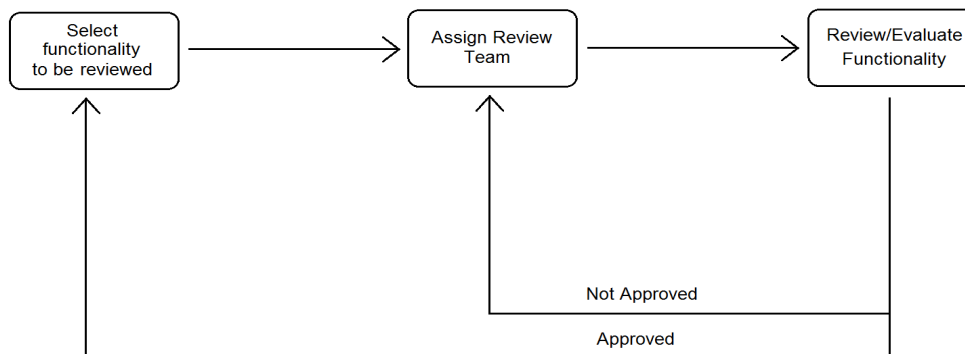 Select
functionality
to be reviewed
Assign Review
Team
Review/Evaluate
Functionality
Not Approved
Approved